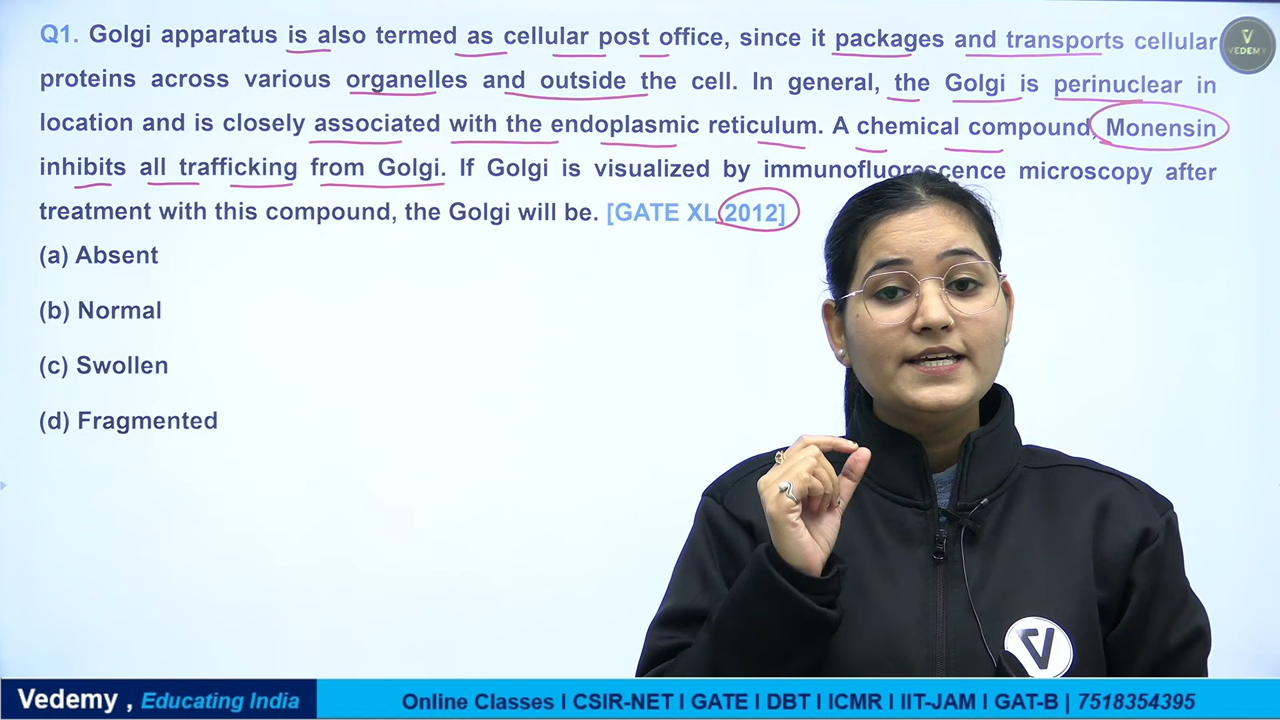 Q1. Golgi apparatus is also termed as cellular post office, since it packages and transports cellular
proteins across various organelles and outside the cell. In general, the Golgi is perinuclear in
location and is closely associated with the endoplasmic reticulum. A chemical compound, Monensin
inhibits all trafficking from Golgi. If Golgi is visualized by immunofluorescence microscopy after
treatment with this compound, the Golgi will be. [GATE XL 2012]
(a) Absent
(b) Normal
(c) Swollen
(d) Fragmented
V
VEDEMY
V
Vedemy , Educating India
Online Classes I CSIR-NET I GATE I DBT I ICMR I IIT-JAM I GAT-B I 7518354395